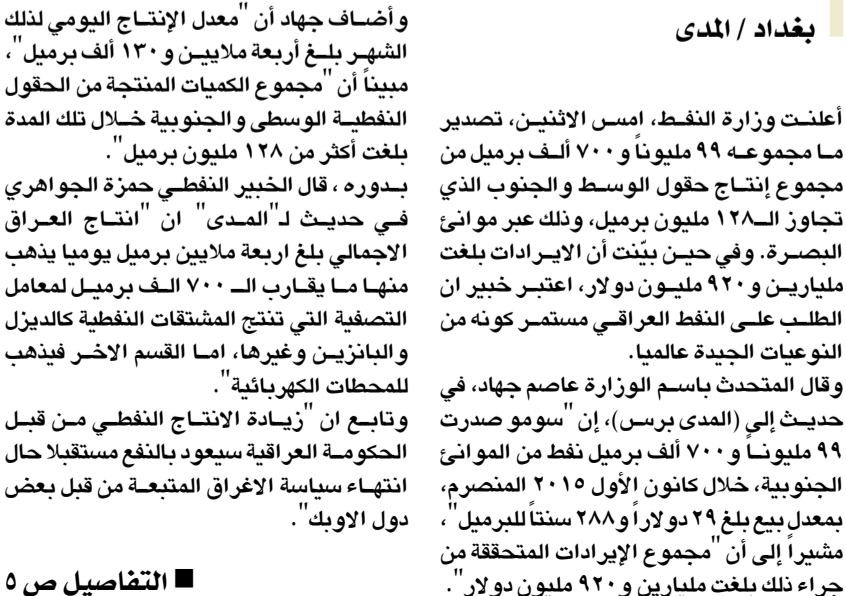 بغداد / المدى
أعلنت وزارة النفط، امس الاثنين، تصدير
ما مجموعه ٩٩ مليوناً و٧٠٠ ألف برميل من
مجموع إنتاج حقول الوسط والجنوب الذي
تجاوز الـ١٢٨ مليون برميل، وذلك عبر موانئ
البصرة. وفي حين بيّنت أن الايرادات بلغت
مليارين و٩٢٠ مليون دولار، اعتبر خبير ان
الطلب على النفط العراقي مستمر كونه من
النوعيات الجيدة عالميا.
وقال المتحدث باسم الوزارة عاصم جهاد، في
حديث إلى (المدى برس)، إن "سومو صدرت
٩٩ مليوناً و٧٠٠ ألف برميل نفط من الموانئ
الجنوبية، خلال كانون الأول ٢٠١٥ المنصرم،
بمعدل بيع بلغ ٢٩ دولاراً و٢٨٨ سنتاً للبرميل"،
مشيراً إلى أن "مجموع الإيرادات المتحققة من
جراء ذلك بلغت مليارين و٩٢٠ مليون دولار".
وأضاف جهاد أن "معدل الإنتاج اليومي لذلك
الشهر بلغ أربعة ملايين و١٣٠ ألف برميل"،
مبيناً أن "مجموع الكميات المنتجة من الحقول
النفطية الوسطى والجنوبية خلال تلك المدة
بلغت أكثر من ١٢٨ مليون برميل".
بدوره ، قال الخبير النفطي حمزة الجواهري
في حديث لـ"المدى" ان "انتاج العراق
الاجمالي بلغ اربعة ملايين برميل يوميا يذهب
منها ما يقارب الـ ٧٠٠ الف برميل لمعامل
التصفية التي تنتج المشتقات النفطية كالديزل
والبانزين وغيرها، اما القسم الاخر فيذهب
للمحطات الكهربائية".
وتابع ان "زيادة الانتاج النفطي من قبل
الحكومة العراقية سيعود بالنفع مستقبلا حال
انتهاء سياسة الاغراق المتبعة من قبل بعض
دول الاوبك".
■ التفاصيل ص ٥